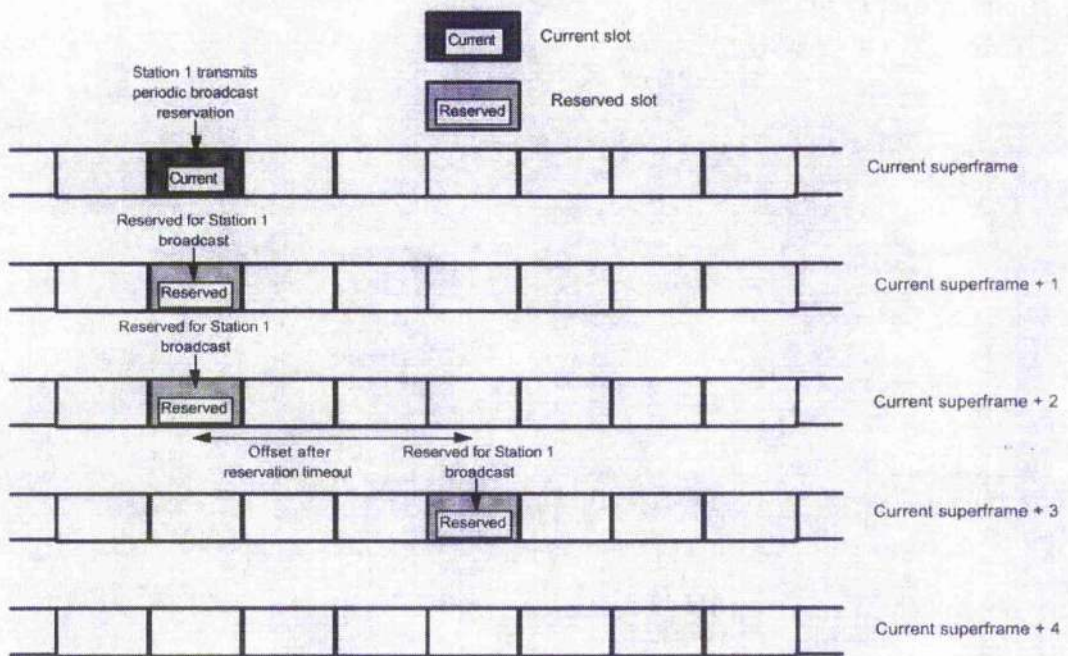 Current
Current slot
Station 1 transmits
periodic broadcast
reservation
Reserved
Reserved slot
Current
Current superframe
Reserved for Station 1
broadcast
Reserved
Current superframe + 1
Reserved for Station 1
broadcast
Reserved
Current superframe + 2
Offset after
reservation timeout
Reserved for Station 1
broadcast
Reserved
Current superframe + 3
Current superframe + 4